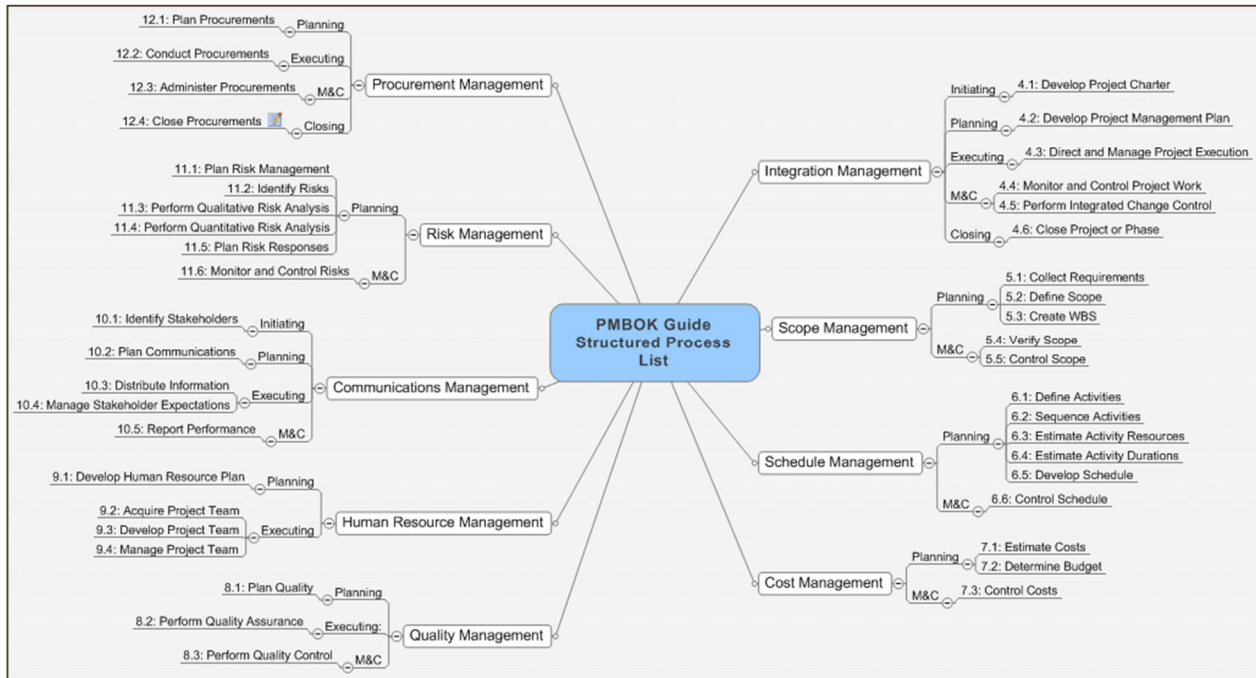 PMBOK Guide
Structured Process
List
Integration Management
Initiating
4.1: Develop Project Charter
Planning
4.2: Develop Project Management Plan
Executing
4.3: Direct and Manage Project Execution
M&C
4.4: Monitor and Control Project Work
4.5: Perform Integrated Change Control
Closing
4.6: Close Project or Phase
Scope Management
Planning
5.1: Collect Requirements
5.2: Define Scope
5.3: Create WBS
M&C
5.4: Verify Scope
5.5: Control Scope
Schedule Management
Planning
6.1: Define Activities
6.2: Sequence Activities
6.3: Estimate Activity Resources
6.4: Estimate Activity Durations
6.5: Develop Schedule
M&C
6.6: Control Schedule
Cost Management
Planning
7.1: Estimate Costs
7.2: Determine Budget
M&C
7.3: Control Costs
Quality Management
Planning
8.1: Plan Quality
Executing:
8.2: Perform Quality Assurance
M&C
8.3: Perform Quality Control
Human Resource Management
Planning
9.1: Develop Human Resource Plan
Executing
9.2: Acquire Project Team
9.3: Develop Project Team
9.4: Manage Project Team
Communications Management
Initiating
10.1: Identify Stakeholders
Planning
10.2: Plan Communications
Executing
10.3: Distribute Information
10.4: Manage Stakeholder Expectations
M&C
10.5: Report Performance
Risk Management
Planning
11.1: Plan Risk Management
11.2: Identify Risks
11.3: Perform Qualitative Risk Analysis
11.4: Perform Quantitative Risk Analysis
11.5: Plan Risk Responses
M&C
11.6: Monitor and Control Risks
Procurement Management
Planning
12.1: Plan Procurements
Executing
12.2: Conduct Procurements
M&C
12.3: Administer Procurements
Closing
12.4: Close Procurements